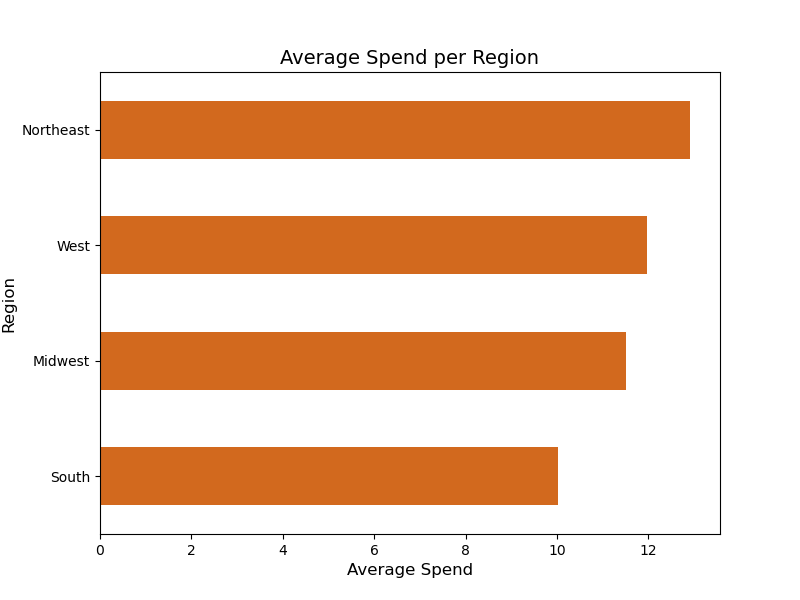 Average Spend per Region
Region
Northeast
West
Midwest
South
0 2 4 6 8 10 12
Average Spend